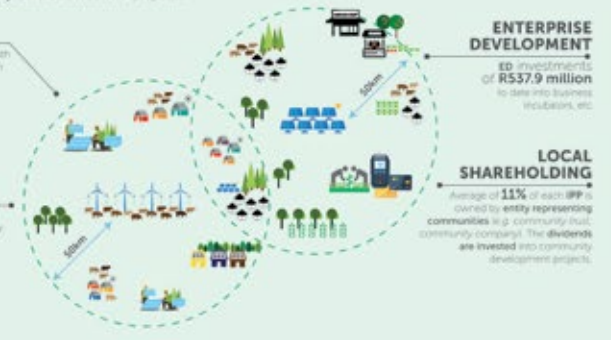 ENTERPRISE
DEVELOPMENT
ED investments
of R537.9 million
to date into business
incubators, etc.
50km
LOCAL
SHAREHOLDING
Average of 11% of each IPP is
owned by entity representing
communities (e.g. community trust,
community company). The dividends
are invested into community
development projects.
50km